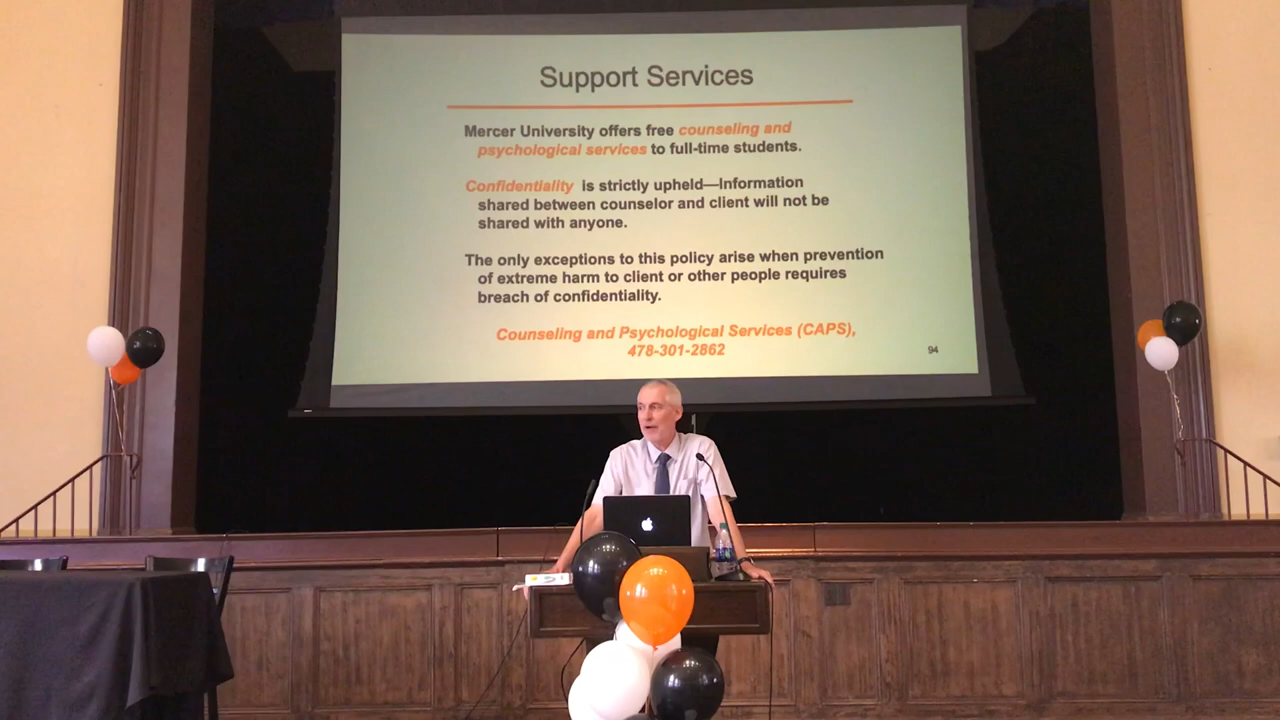 Support Services
Mercer University offers free counseling and
psychological services to full-time students.
Confidentiality is strictly upheld—Information
shared between counselor and client will not be
shared with anyone.
The only exceptions to this policy arise when prevention
of extreme harm to client or other people requires
breach of confidentiality.
Counseling and Psychological Services (CAPS),
478-301-2862
94